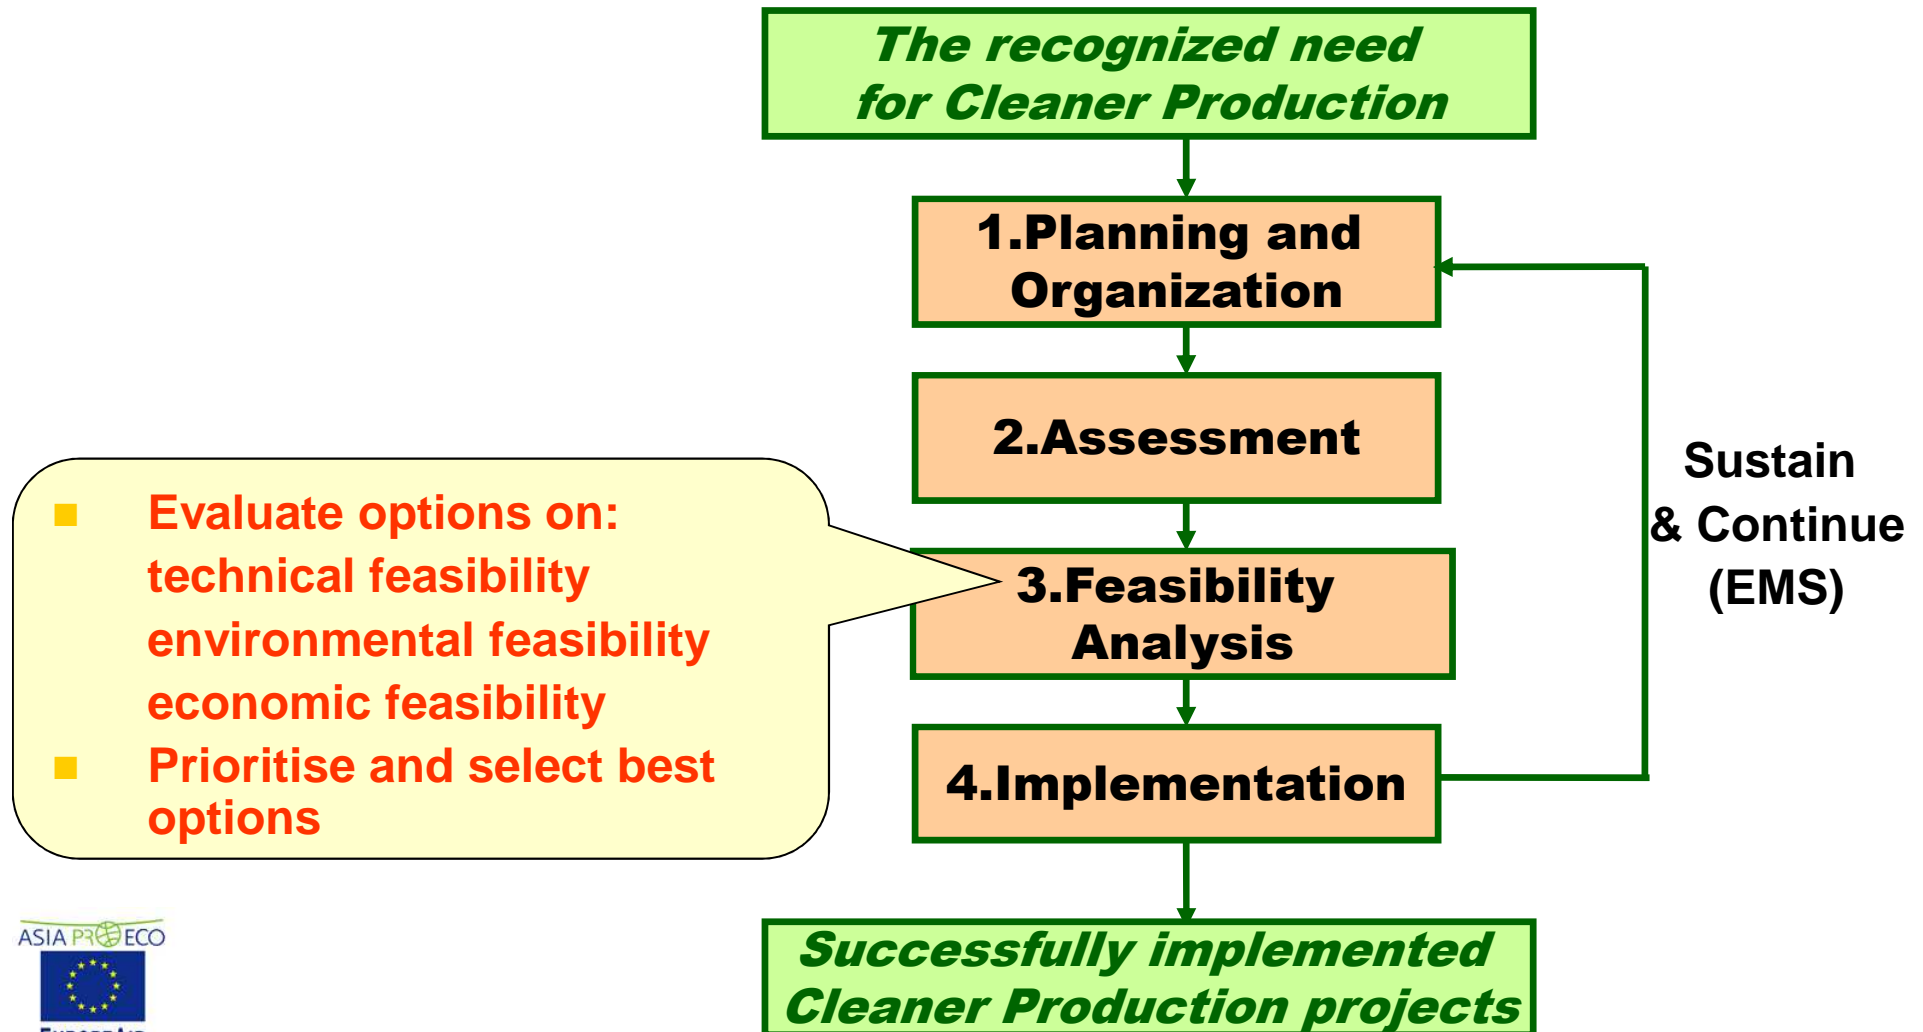 The recognized need
for Cleaner Production
1.Planning and
Organization
2.Assessment
Sustain
& Continue
(EMS)
■ Evaluate options on:
technical feasibility
environmental feasibility
economic feasibility
■ Prioritise and select best
options
3.Feasibility
Analysis
4.Implementation
Successfully implemented
Cleaner Production projects
ASIA PRO ECO
EUROPEAID